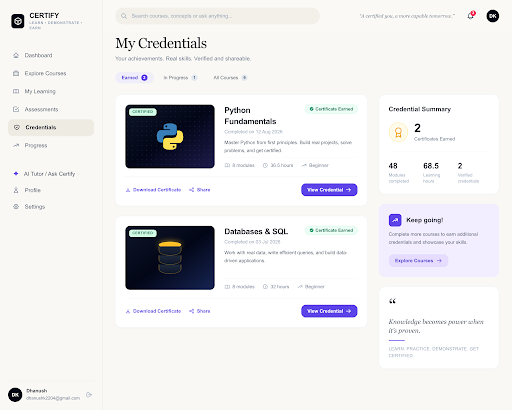 CERTIFY
LEARN • DEMONSTRATE • EARN
Dashboard
Explore Courses
My Learning
Assessments
Credentials
Progress
AI Tutor / Ask Certify
Profile
Settings
DK
Dhanush
dhanushk2204@gmail.com
Search courses, concepts or ask anything...
"A certified you, a more capable tomorrow."
DK
My Credentials
Your achievements. Real skills. Verified and shareable.
Earned 2
In Progress 1
All Courses
CERTIFIED
Python
Fundamentals
Certificate Earned
Completed on 12 Aug 2026
Master Python from first principles. Build real projects, solve
problems, and get certified.
8 modules
36.5 hours
Beginner
Download Certificate
Share
View Credential →
CERTIFIED
Databases & SQL
Certificate Earned
Completed on 03 Jul 2026
Work with real data, write efficient queries, and build data-
driven applications.
8 modules
32 hours
Beginner
Download Certificate
Share
View Credential →
Credential Summary
2
Certificates Earned
48
Modules
completed
68.5
Learning
hours
2
Verified
credentials
Keep going!
Complete more courses to earn additional
credentials and showcase your skills.
Explore Courses →
“
Knowledge becomes power when
it's proven.
LEARN. PRACTICE. DEMONSTRATE. GET
CERTIFIED.